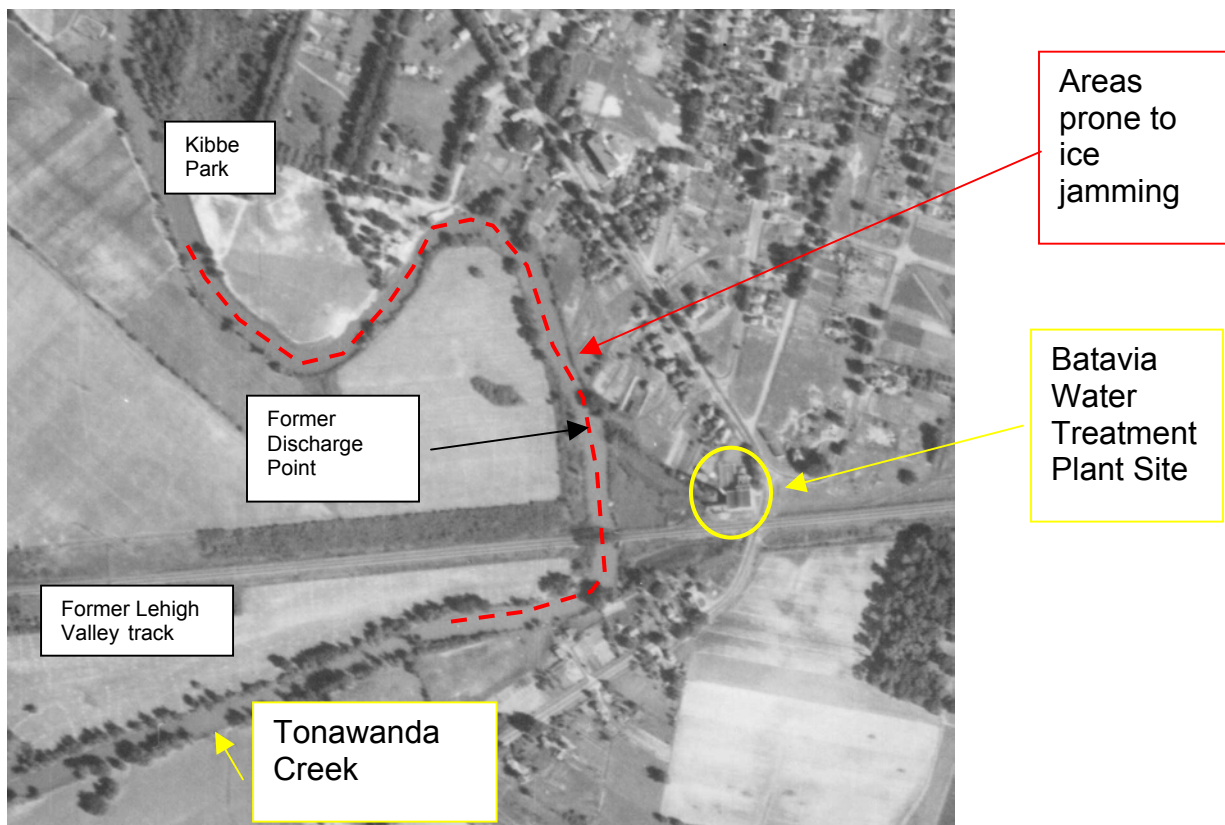 Areas
prone to
ice
jamming
Kibbe
Park
Batavia
Water
Treatment
Plant Site
Former
Discharge
Point
Former Lehigh
Valley track
Tonawanda
Creek